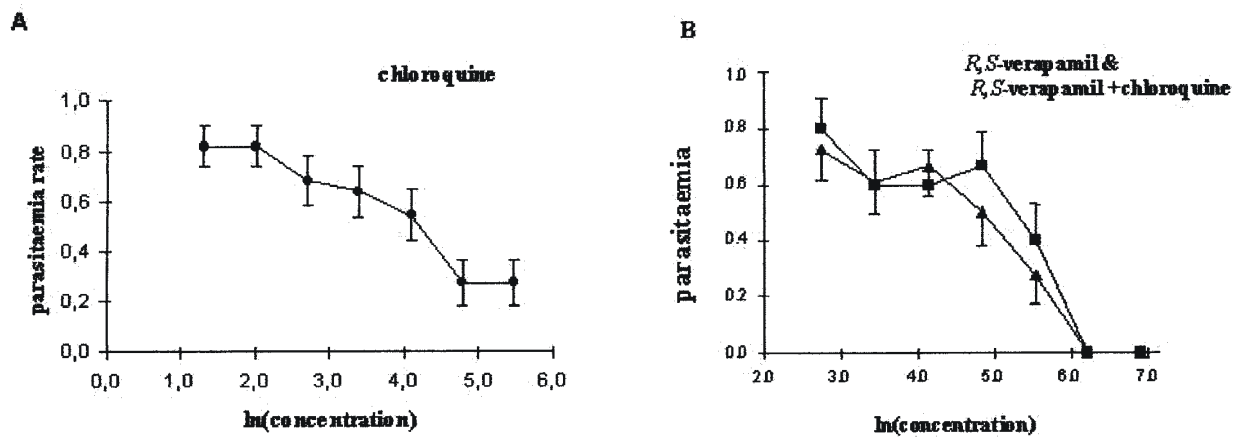 A
chloroquine
parasitaemia rate
1,0
0,8
0,6
0,4
0,2
0,0
0,0 1,0 2,0 3,0 4,0 5,0 6,0
ln(concentration)
B
R,S-verapamil &
R,S-verapamil +chloroquine
parasitaemia
1.0
0.8
0.6
0.4
0.2
0.0
2.0 3.0 4.0 5.0 6.0 7.0
ln(concentration)